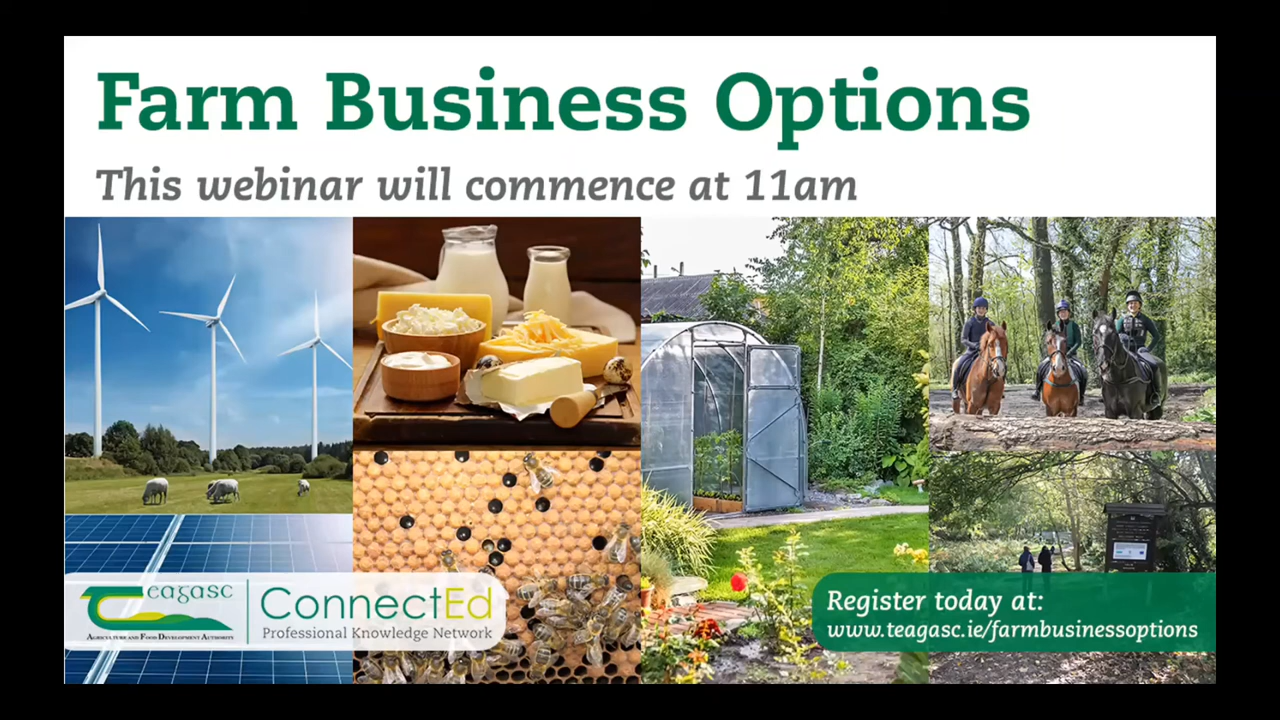 Farm Business Options
This webinar will commence at 11am
Teagasc
AGRICULTURE AND FOOD DEVELOPMENT AUTHORITY
ConnectEd
Professional Knowledge Network
Register today at:
www.teagasc.ie/farmbusinessoptions